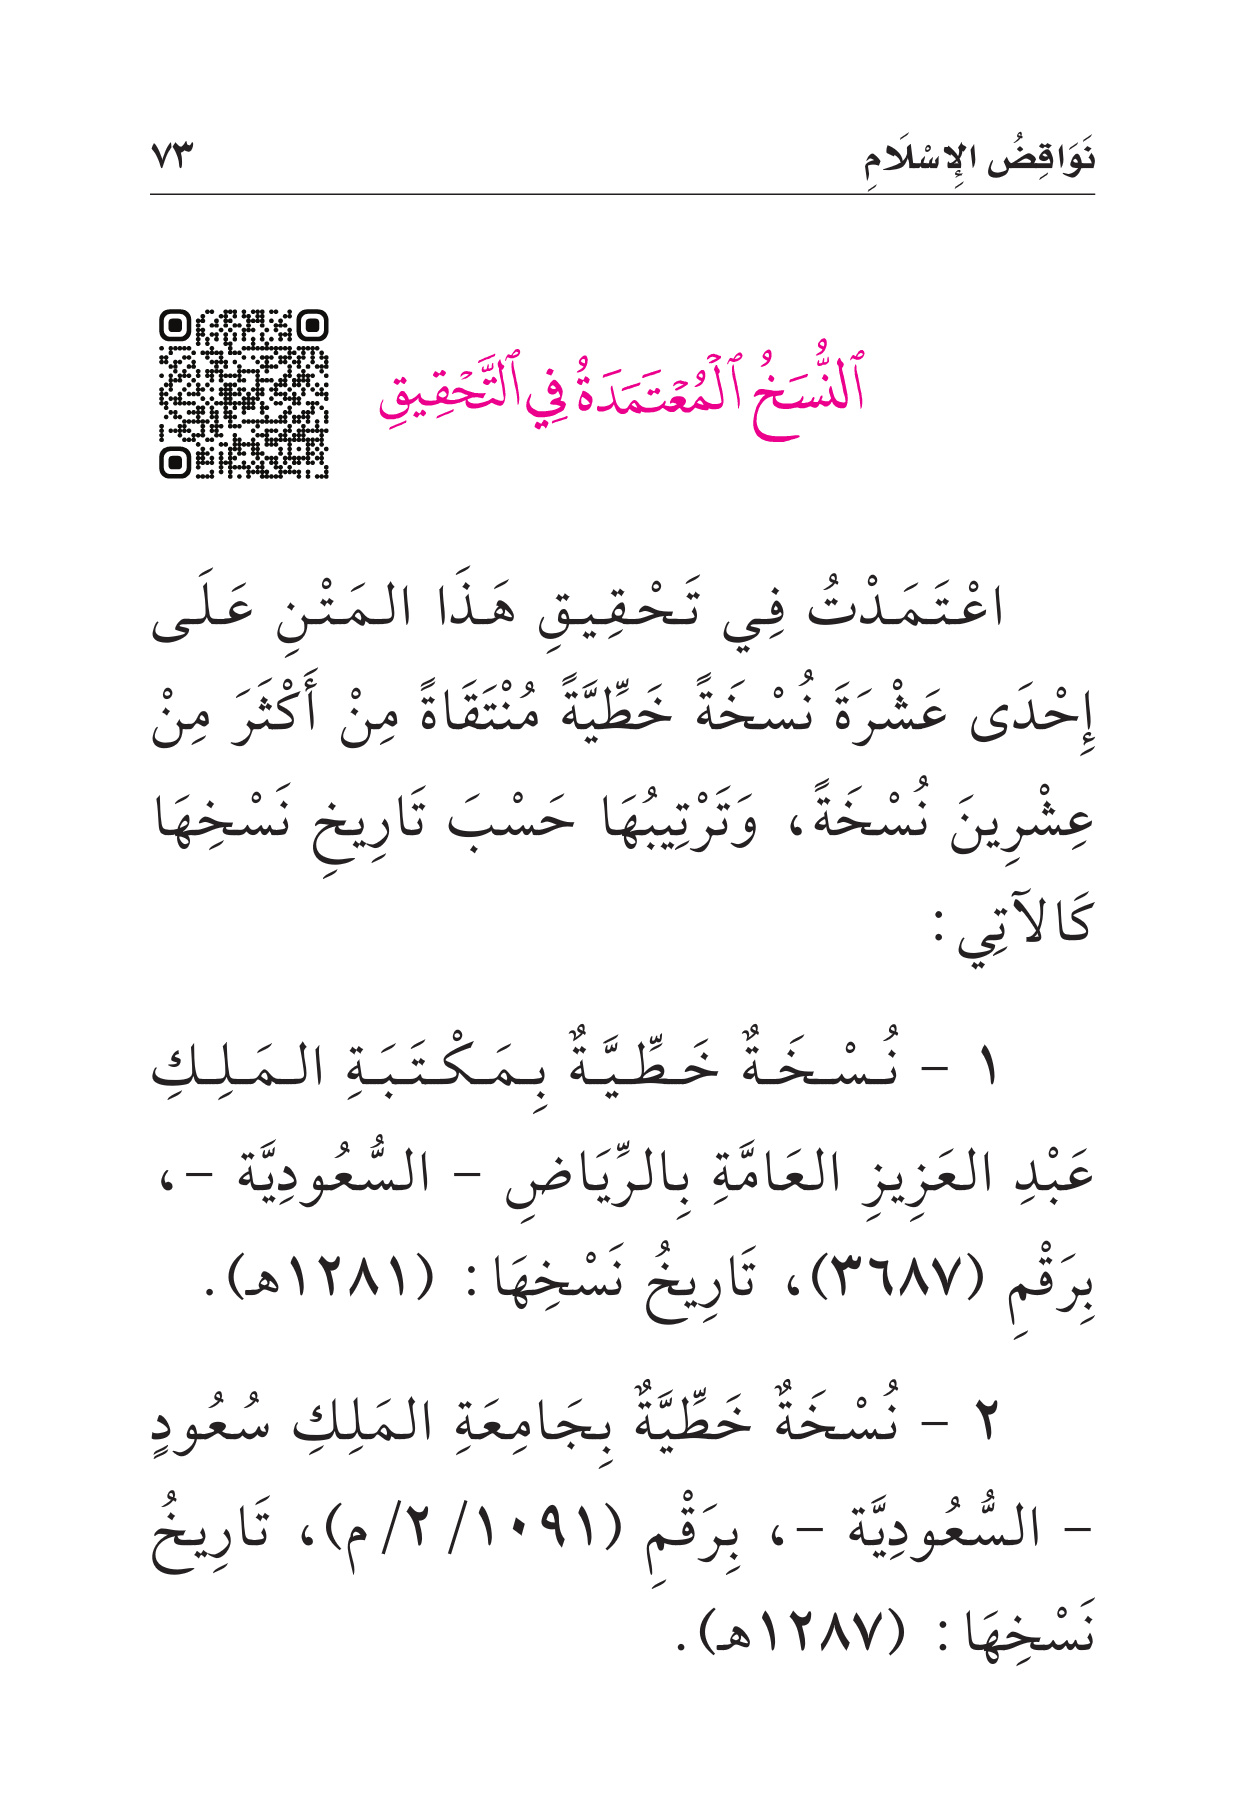 نَوَاقِضُ الإِسْلَامِ ٧٣
ٱلنُّسَخُ ٱلْمُعْتَمَدَةُ فِي ٱلتَّحْقِيقِ
اعْتَمَدْتُ فِي تَحْقِيقِ هَذَا المَتْنِ عَلَى
إِحْدَى عَشْرَةَ نُسْخَةً خَطِّيَّةً مُنْتَقَاةً مِنْ أَكْثَرَ مِنْ
عِشْرِينَ نُسْخَةً، وَتَرْتِيبُهَا حَسْبَ تَارِيخِ نَسْخِهَا
كَالآتِي:
١ - نُسْخَةٌ خَطِّيَّةٌ بِمَكْتَبَةِ المَلِكِ
عَبْدِ العَزِيزِ العَامَّةِ بِالرِّيَاضِ - السُّعُودِيَّة -،
بِرَقْمِ (٣٦٨٧)، تَارِيخُ نَسْخِهَا: (١٢٨١هـ).
٢ - نُسْخَةٌ خَطِّيَّةٌ بِجَامِعَةِ المَلِكِ سُعُودٍ
- السُّعُودِيَّة -، بِرَقْمِ (١٠٩١/ ٢/ م)، تَارِيخُ
نَسْخِهَا: (١٢٨٧هـ).